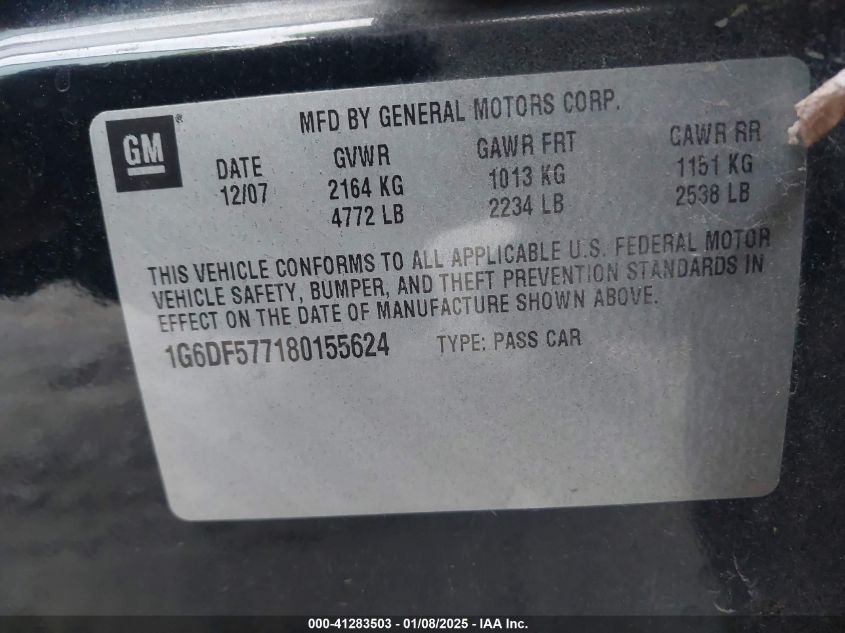 GM®
MFD BY GENERAL MOTORS CORP.
DATE GVWR GAWR FRT GAWR RR
12/07 2164 KG 1013 KG 1151 KG
4772 LB 2234 LB 2538 LB
THIS VEHICLE CONFORMS TO ALL APPLICABLE U.S. FEDERAL MOTOR
VEHICLE SAFETY, BUMPER, AND THEFT PREVENTION STANDARDS IN
EFFECT ON THE DATE OF MANUFACTURE SHOWN ABOVE.
1G6DF577180155624 TYPE: PASS CAR
000-41283503 - 01/08/2025 - IAA Inc.